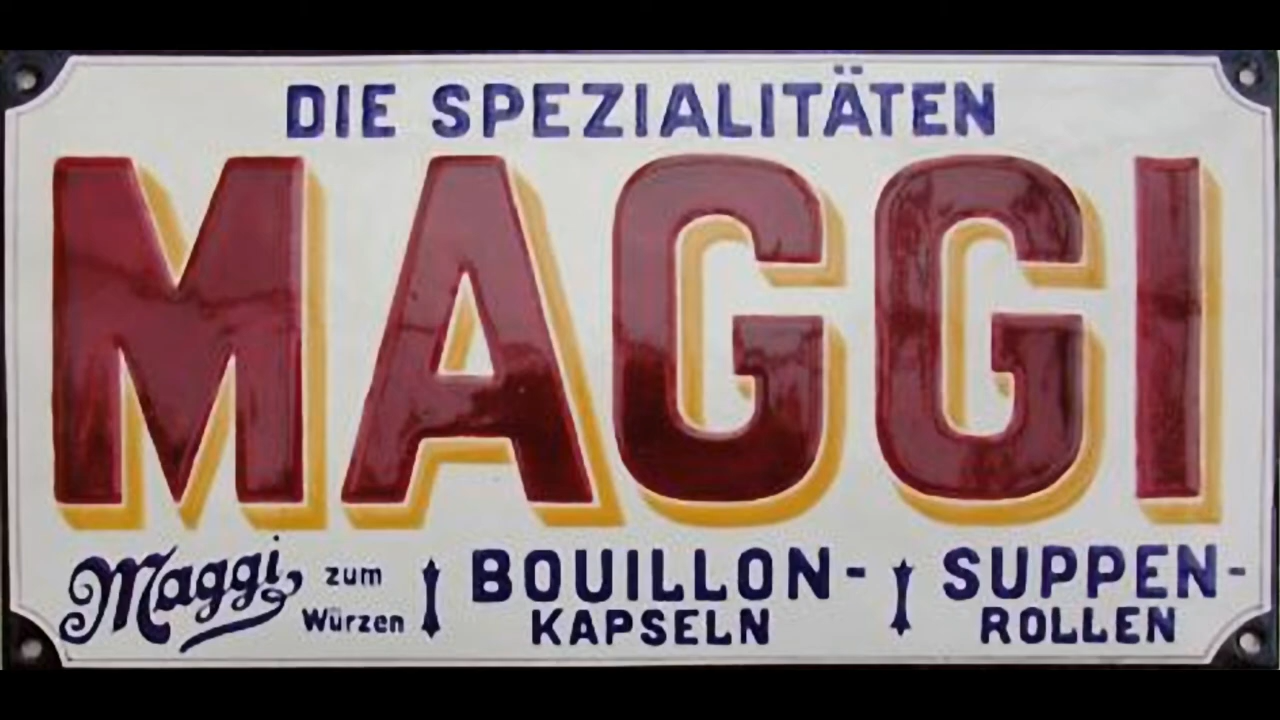 DIE SPEZIALITÄTEN
MAGGI
Maggi zum
Würzen
BOUILLON-
KAPSELN
SUPPEN-
ROLLEN